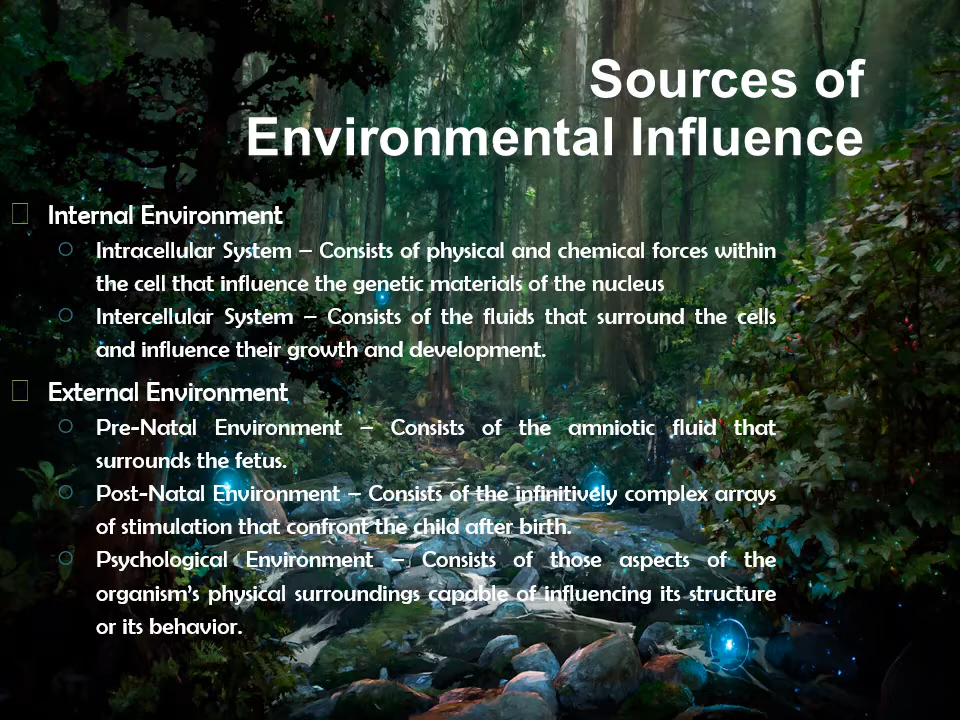 Sources of
Environmental Influence
Internal Environment
Intracellular System – Consists of physical and chemical forces within
the cell that influence the genetic materials of the nucleus
Intercellular System – Consists of the fluids that surround the cells
and influence their growth and development.
External Environment
Pre-Natal Environment – Consists of the amniotic fluid that
surrounds the fetus.
Post-Natal Environment – Consists of the infinitively complex arrays
of stimulation that confront the child after birth.
Psychological Environment – Consists of those aspects of the
organism's physical surroundings capable of influencing its structure
or its behavior.